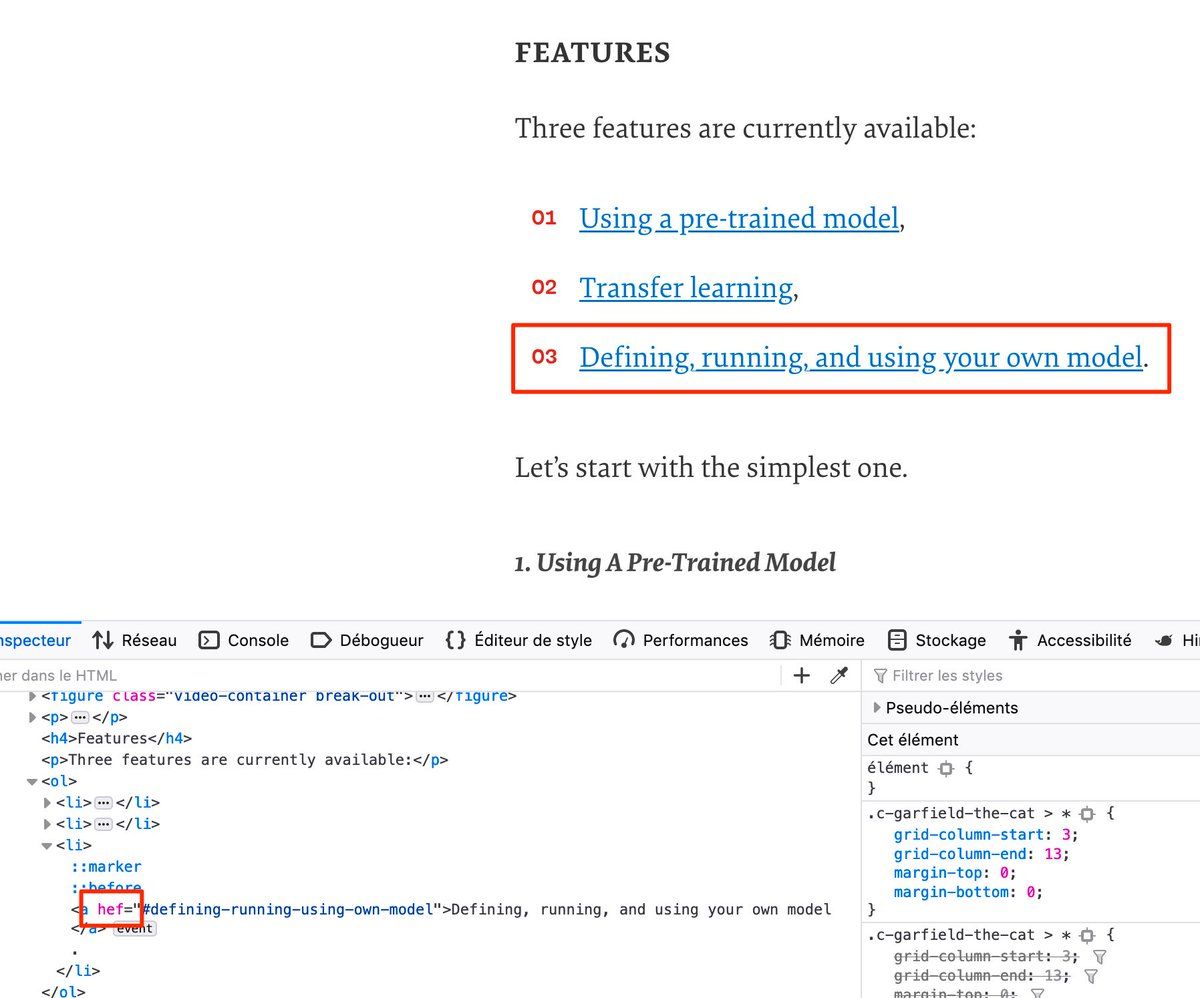 FEATURES
Three features are currently available:
01 Using a pre-trained model,
02 Transfer learning,
03 Defining, running, and using your own model.
Let’s start with the simplest one.
1. Using A Pre-Trained Model
nspecteur Réseau Console Débogueur {} Éditeur de style Performances Mémoire Stockage Accessibilité Hi
her dans le HTML + Filtrer les styles
<figure class="video-container break-out"> ••• </figure>
<p> ••• </p>
<h4>Features</h4>
<p>Three features are currently available:</p>
<ol>
<li> ••• </li>
<li> ••• </li>
<li>
::marker
::before
<a hef="#defining-running-using-own-model">Defining, running, and using your own model
</a> event
.
</li>
</ol>
Pseudo-éléments
Cet élément
élément {
}
.c-garfield-the-cat > * {
grid-column-start: 3;
grid-column-end: 13;
margin-top: 0;
margin-bottom: 0;
}
.c-garfield-the-cat > * {
grid-column-start: 3;
grid-column-end: 13;
margin-top: 0;